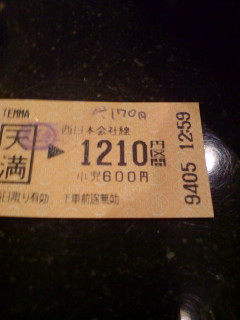 TEMMA
170円
天満
西日本会社線
▶ 1210円区間
小児600円
日限り有効 下車前途無効
9405 12:59